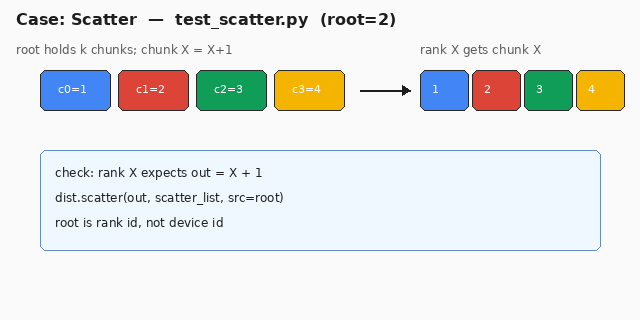 Case: Scatter — test_scatter.py (root=2)
root holds k chunks; chunk X = X+1
rank X gets chunk X
c0=1 c1=2 c2=3 c3=4
1 2 3 4
check: rank X expects out = X + 1
dist.scatter(out, scatter_list, src=root)
root is rank id, not device id